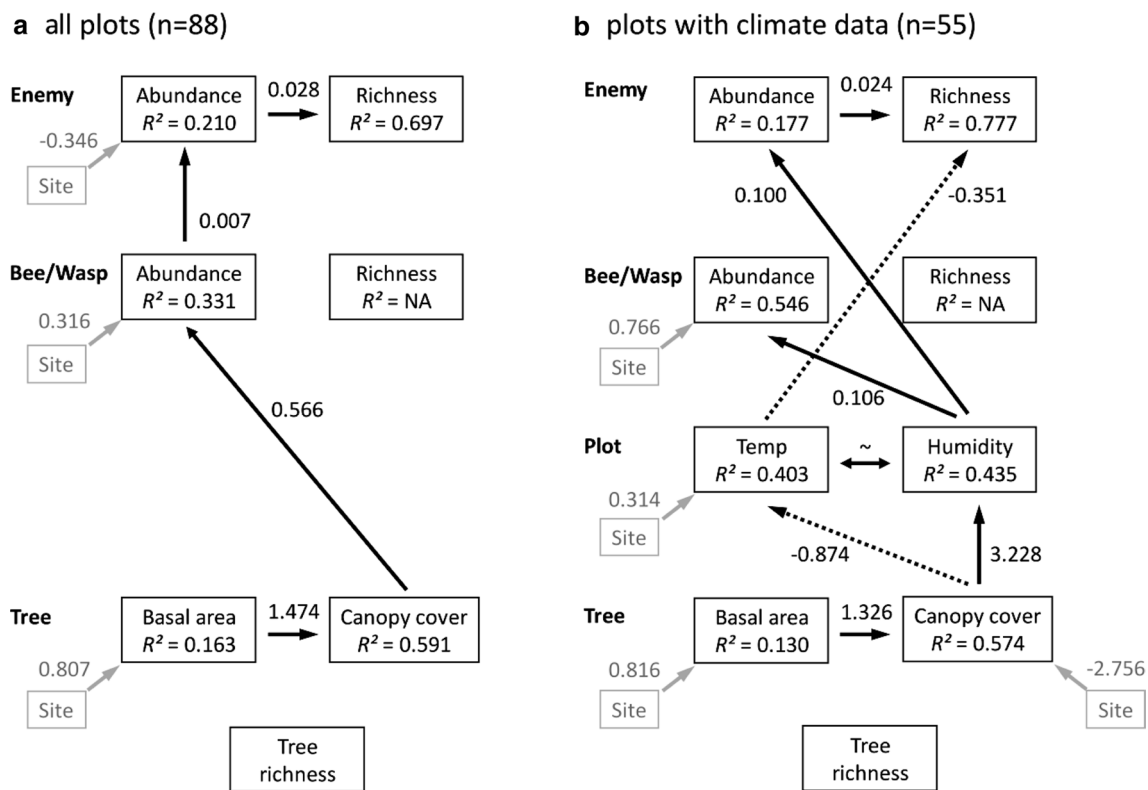 a all plots (n=88)
Enemy
Abundance
R² = 0.210
0.028
Richness
R² = 0.697
-0.346
Site
0.007
Bee/Wasp
Abundance
R² = 0.331
Richness
R² = NA
0.316
Site
0.566
Tree
Basal area
R² = 0.163
1.474
Canopy cover
R² = 0.591
0.807
Site
Tree
richness
b plots with climate data (n=55)
Enemy
Abundance
R² = 0.177
0.024
Richness
R² = 0.777
0.100
-0.351
Bee/Wasp
Abundance
R² = 0.546
Richness
R² = NA
0.766
Site
0.106
Plot
Temp
R² = 0.403
~
Humidity
R² = 0.435
0.314
Site
-0.874
3.228
Tree
Basal area
R² = 0.130
1.326
Canopy cover
R² = 0.574
0.816
Site
-2.756
Site
Tree
richness